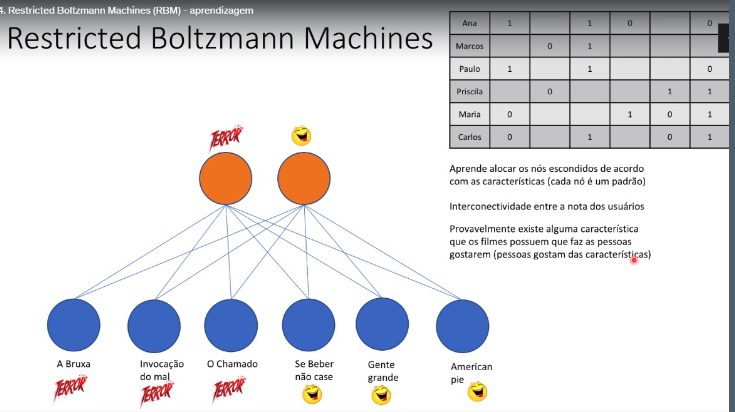 4. Restricted Boltzmann Machines (RBM) - aprendizagem
Restricted Boltzmann Machines
Ana 1 1 0 0
Marcos 0 1
Paulo 1 1 0
Priscila 0 1 1
Maria 0 1 0 1
Carlos 0 1 0 1
TERROR
Aprende alocar os nós escondidos de acordo
com as características (cada nó é um padrão)
Interconectividade entre a nota dos usuários
Provavelmente existe alguma característica
que os filmes possuem que faz as pessoas
gostarem (pessoas gostam das características)
A Bruxa
TERROR
Invocação
do mal
TERROR
O Chamado
TERROR
Se Beber
não case
Gente
grande
American
pie